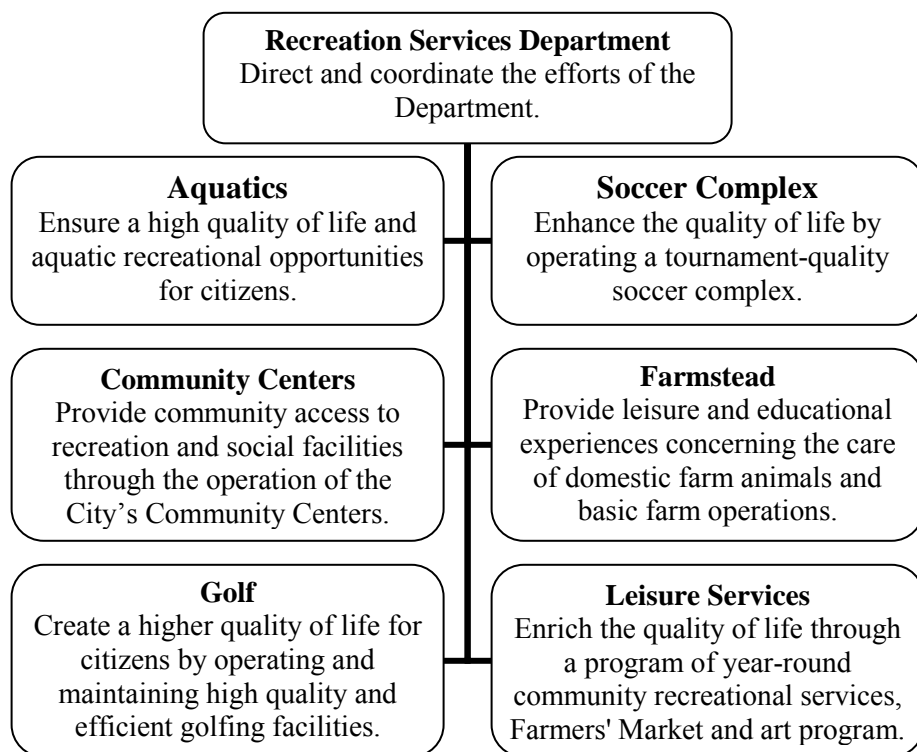 Recreation Services Department
Direct and coordinate the efforts of the
Department.
Aquatics
Ensure a high quality of life and
aquatic recreational opportunities
for citizens.
Soccer Complex
Enhance the quality of life by
operating a tournament-quality
soccer complex.
Community Centers
Provide community access to
recreation and social facilities
through the operation of the
City's Community Centers.
Farmstead
Provide leisure and educational
experiences concerning the care
of domestic farm animals and
basic farm operations.
Golf
Create a higher quality of life for
citizens by operating and
maintaining high quality and
efficient golfing facilities.
Leisure Services
Enrich the quality of life through
a program of year-round
community recreational services,
Farmers' Market and art program.